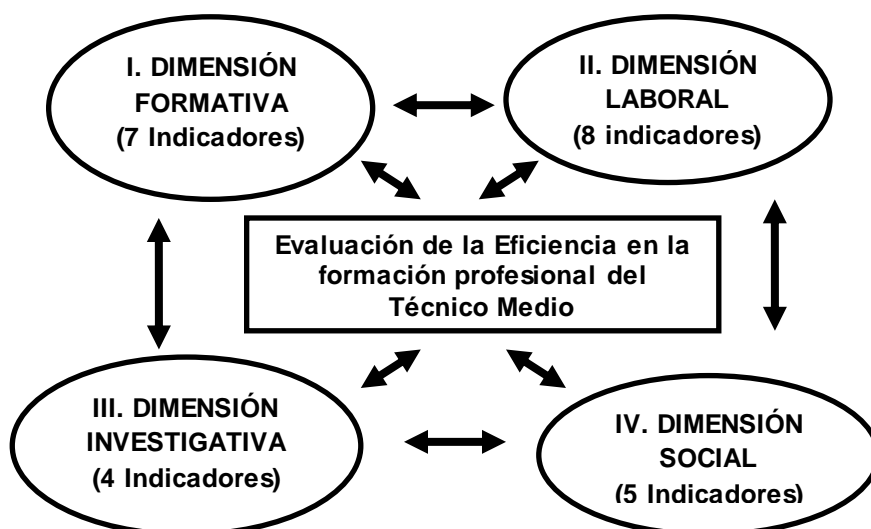 I. DIMENSIÓN
FORMATIVA
(7 Indicadores)
II. DIMENSIÓN
LABORAL
(8 indicadores)
Evaluación de la Eficiencia en la
formación profesional del
Técnico Medio
III. DIMENSIÓN
INVESTIGATIVA
(4 Indicadores)
IV. DIMENSIÓN
SOCIAL
(5 Indicadores)